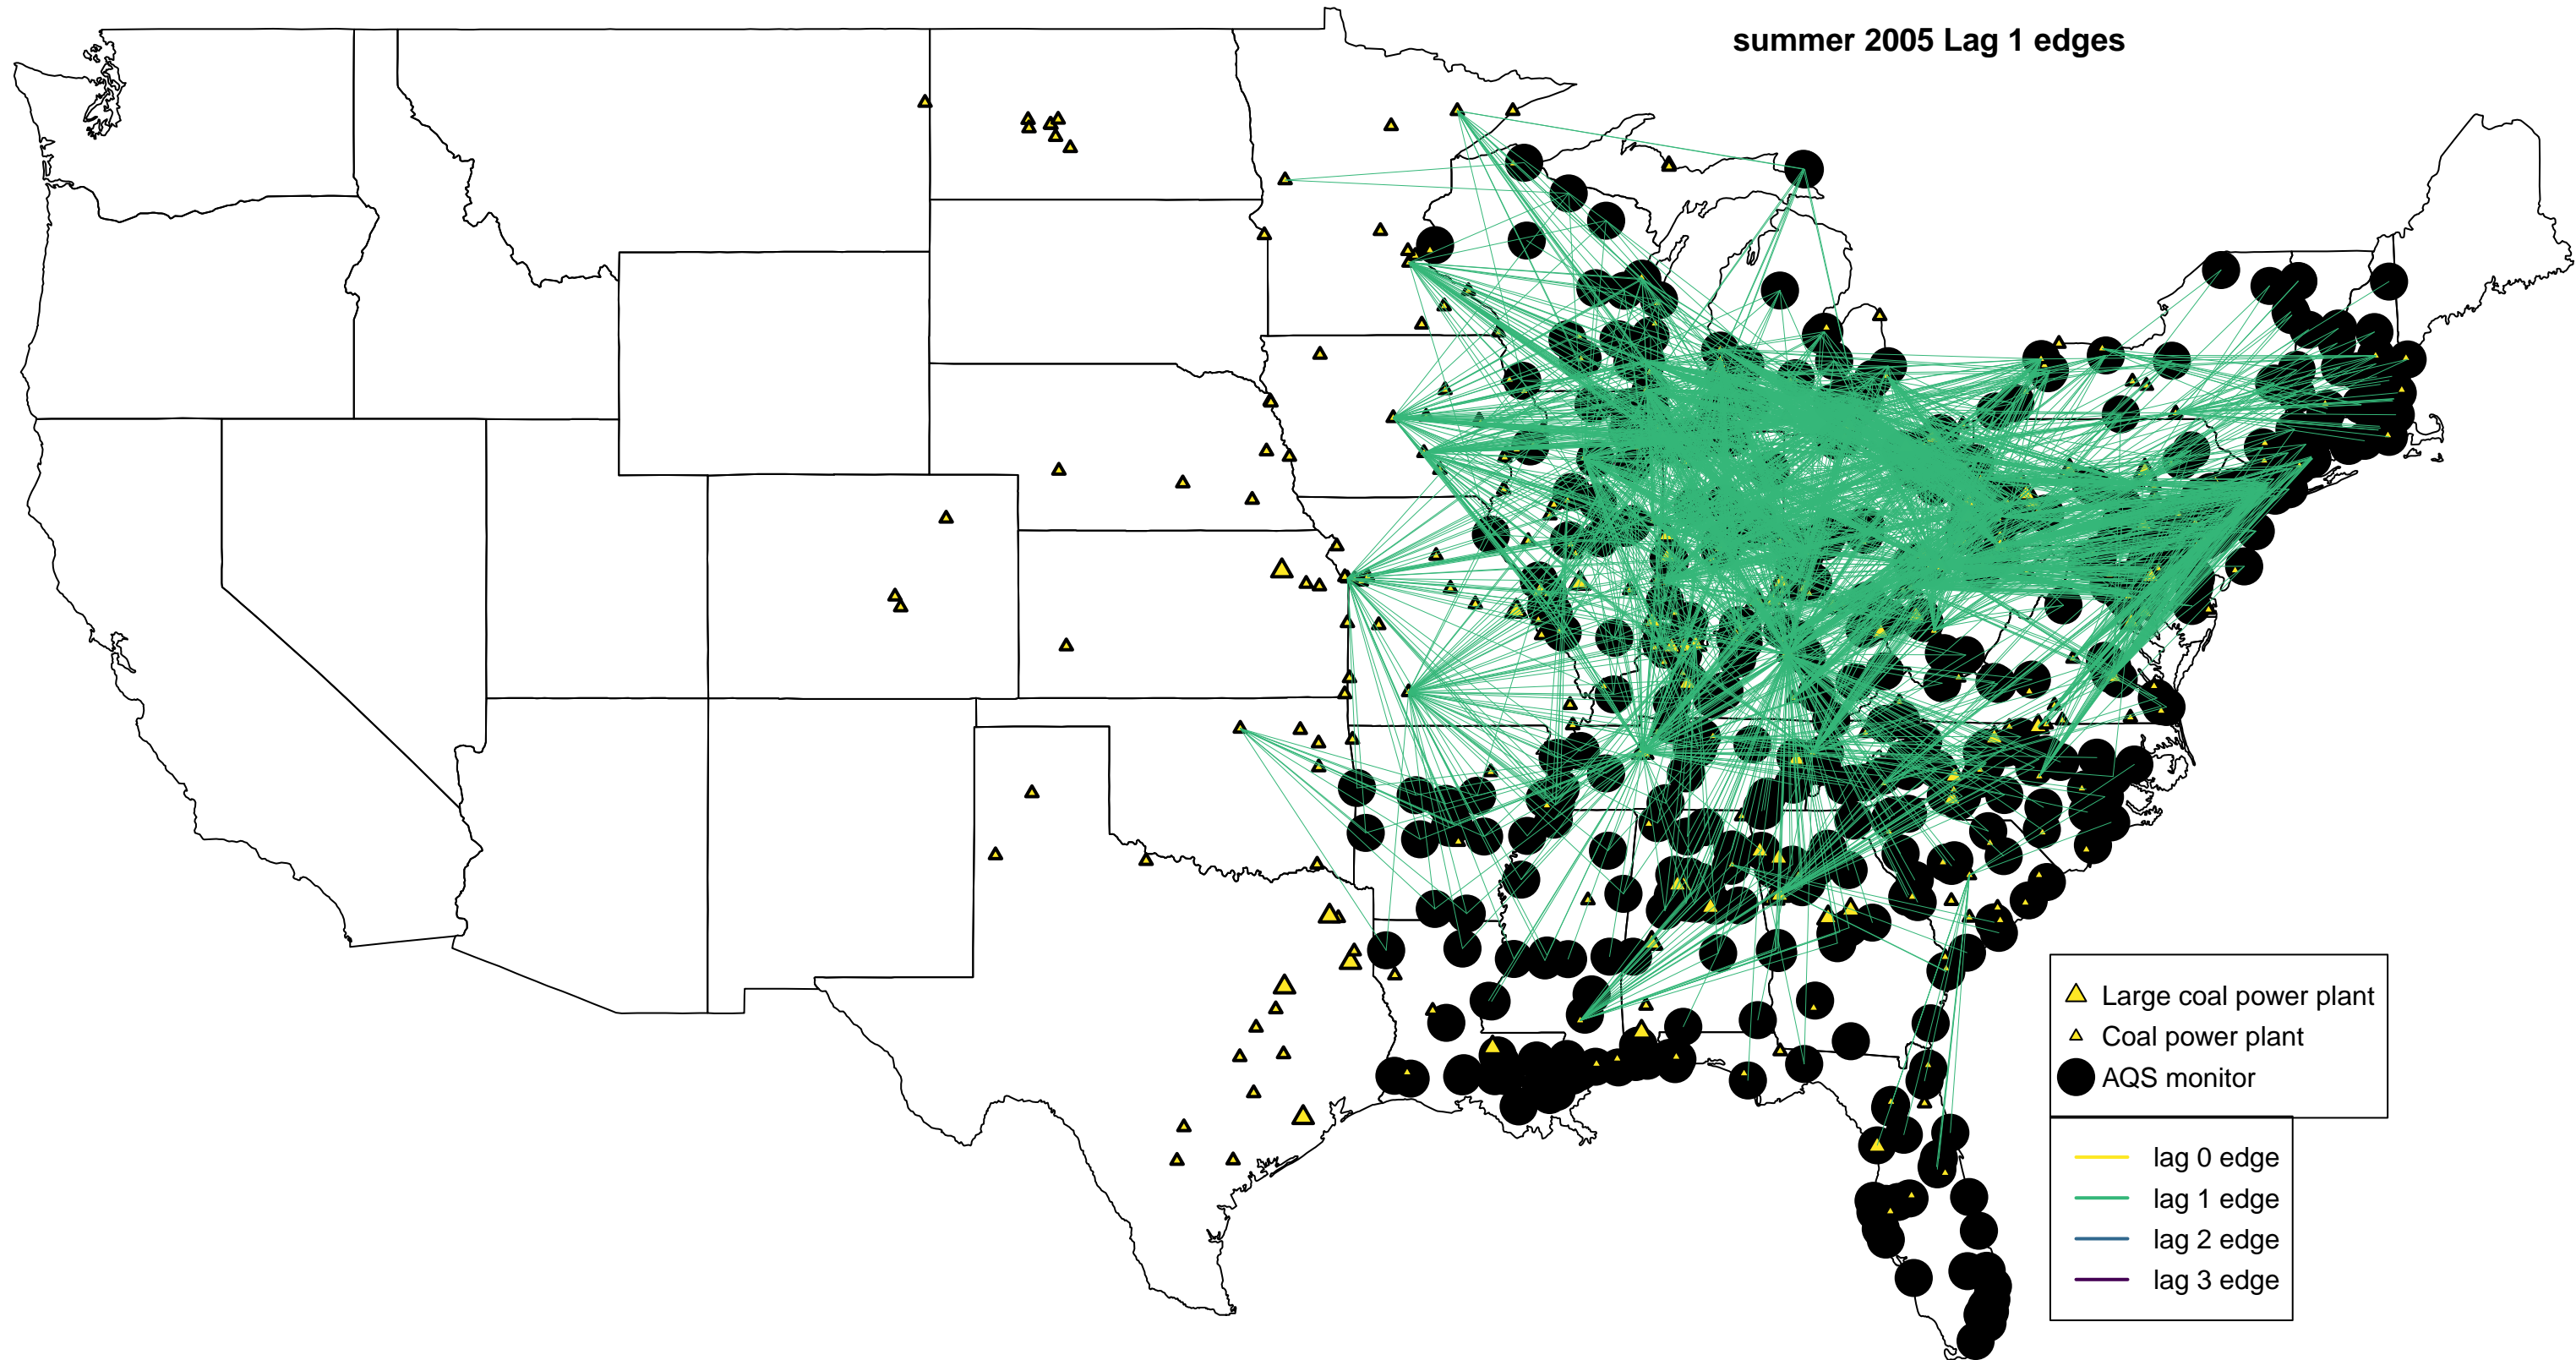 summer 2005 Lag 1 edges
Large coal power plant
Coal power plant
AQS monitor
lag 0 edge
lag 1 edge
lag 2 edge
lag 3 edge